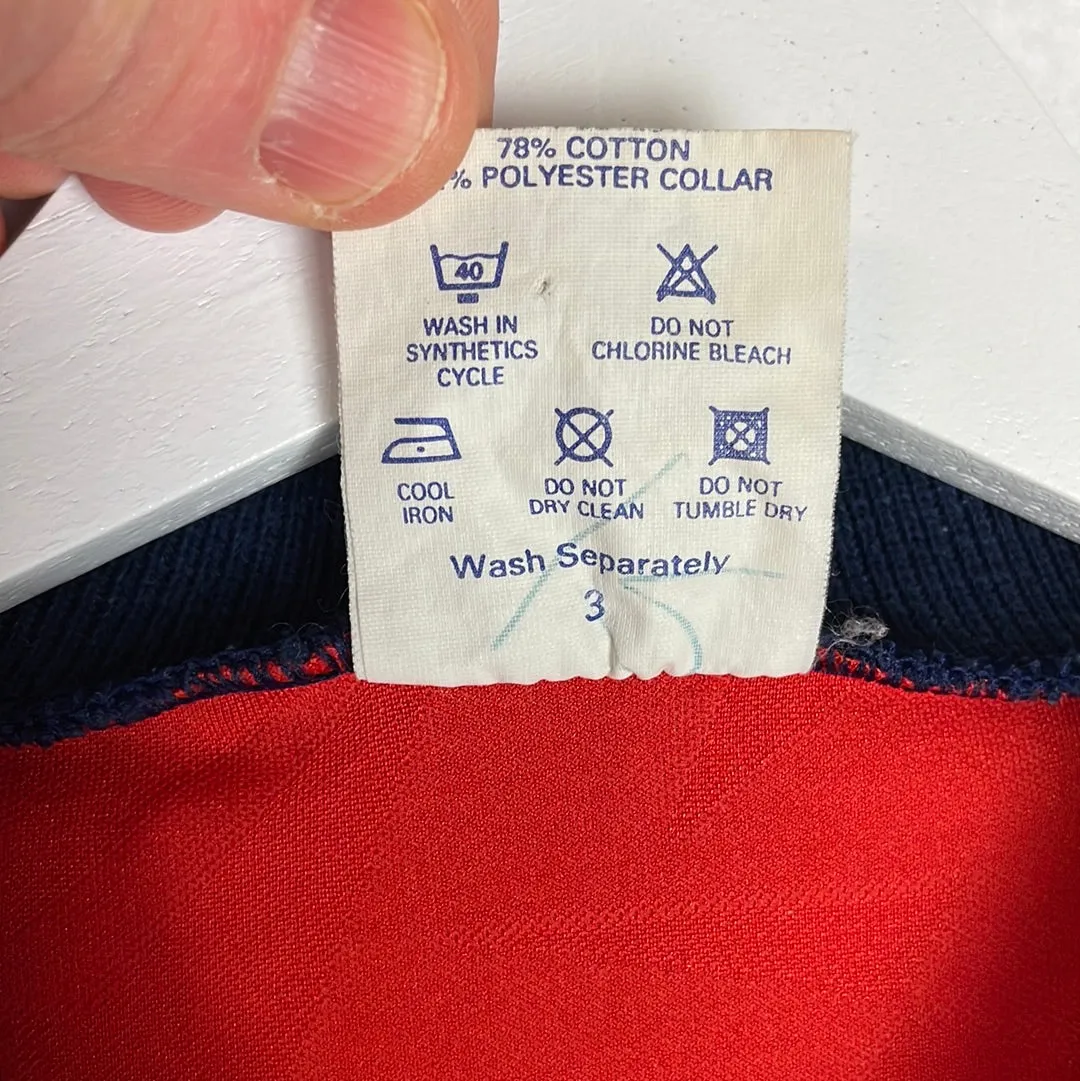 78% COTTON
% POLYESTER COLLAR
40
WASH IN
SYNTHETICS
CYCLE
DO NOT
CHLORINE BLEACH
COOL
IRON
DO NOT
DRY CLEAN
DO NOT
TUMBLE DRY
Wash Separately
3